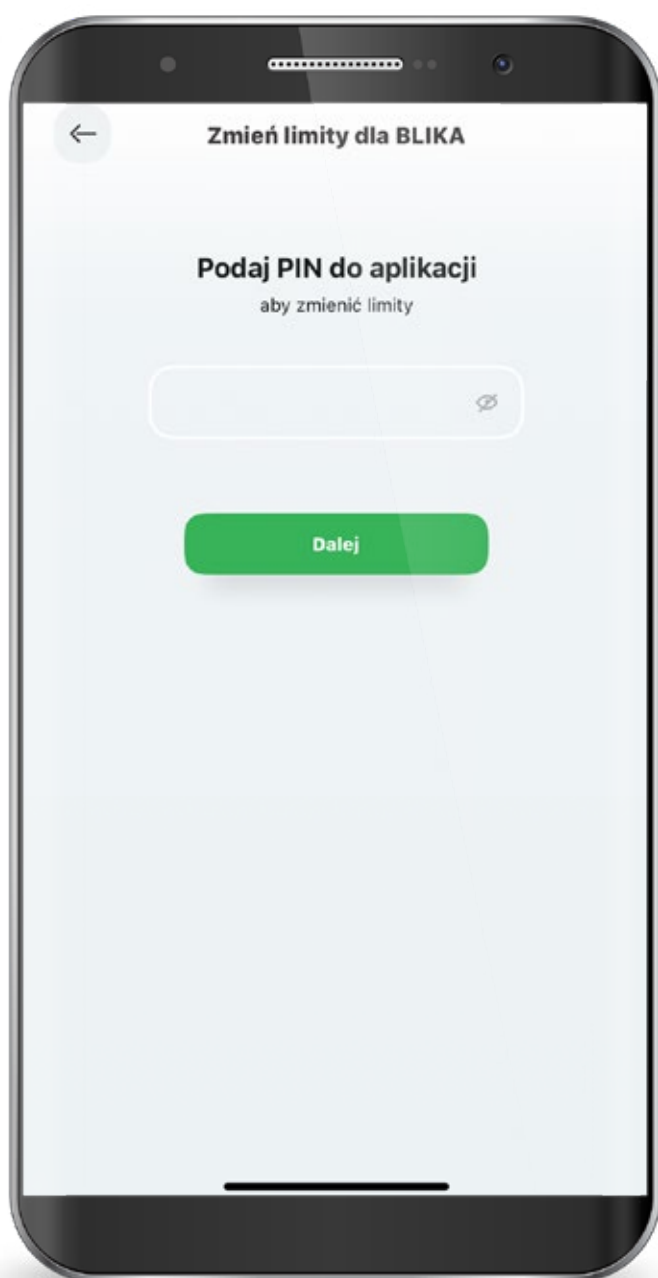 Zmień limity dla BLIKA
Podaj PIN do aplikacji
aby zmienić limity
Dalej